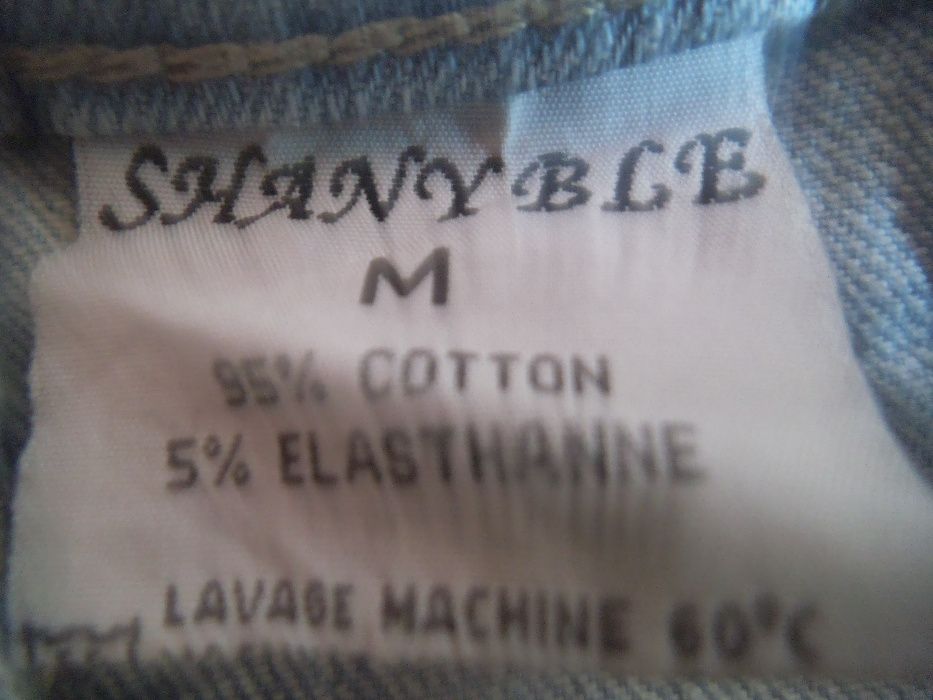 SHANYBLE
M
95% COTTON
5% ELASTHANNE
LAVAGE MACHINE 60°C